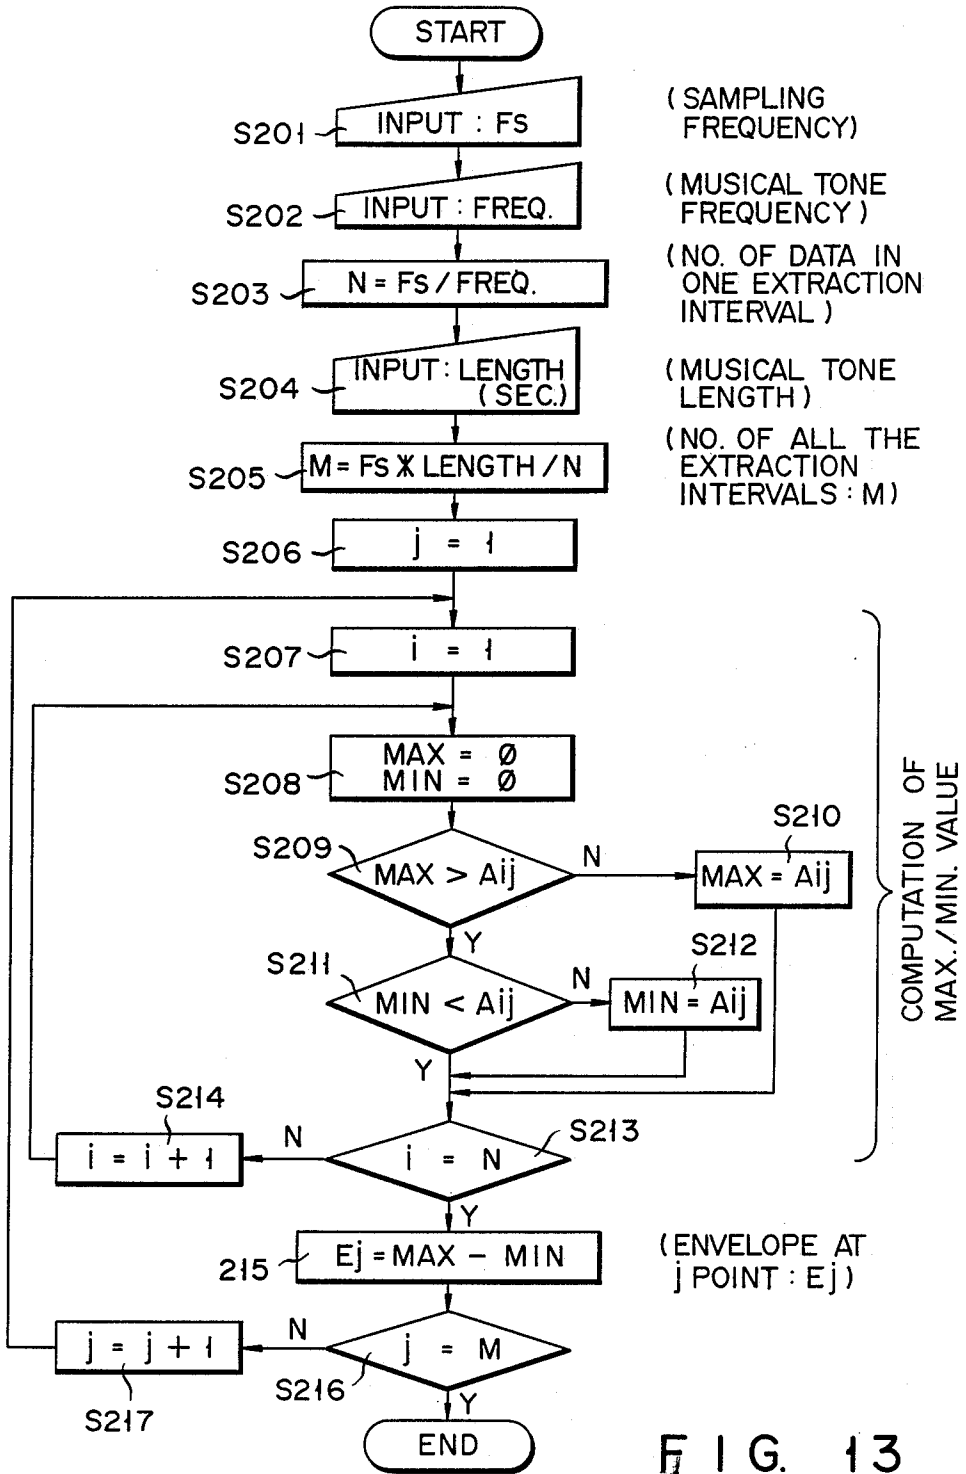 START
S201
INPUT : Fs
(SAMPLING
FREQUENCY)
S202
INPUT : FREQ.
(MUSICAL TONE
FREQUENCY)
S203
N = Fs / FREQ.
(NO. OF DATA IN
ONE EXTRACTION
INTERVAL)
S204
INPUT : LENGTH
(SEC.)
(MUSICAL TONE
LENGTH)
S205
M = Fs * LENGTH / N
(NO. OF ALL THE
EXTRACTION
INTERVALS : M)
S206
j = 1
S207
i = 1
S208
MAX = Ø
MIN = Ø
S209
MAX > Aij
N
Y
S210
MAX = Aij
S211
MIN < Aij
N
Y
S212
MIN = Aij
COMPUTATION OF
MAX./MIN. VALUE
S213
i = N
N
Y
S214
i = i + 1
215
Ej = MAX - MIN
(ENVELOPE AT
j POINT : Ej)
S216
j = M
N
Y
S217
j = j + 1
END
FIG. 13